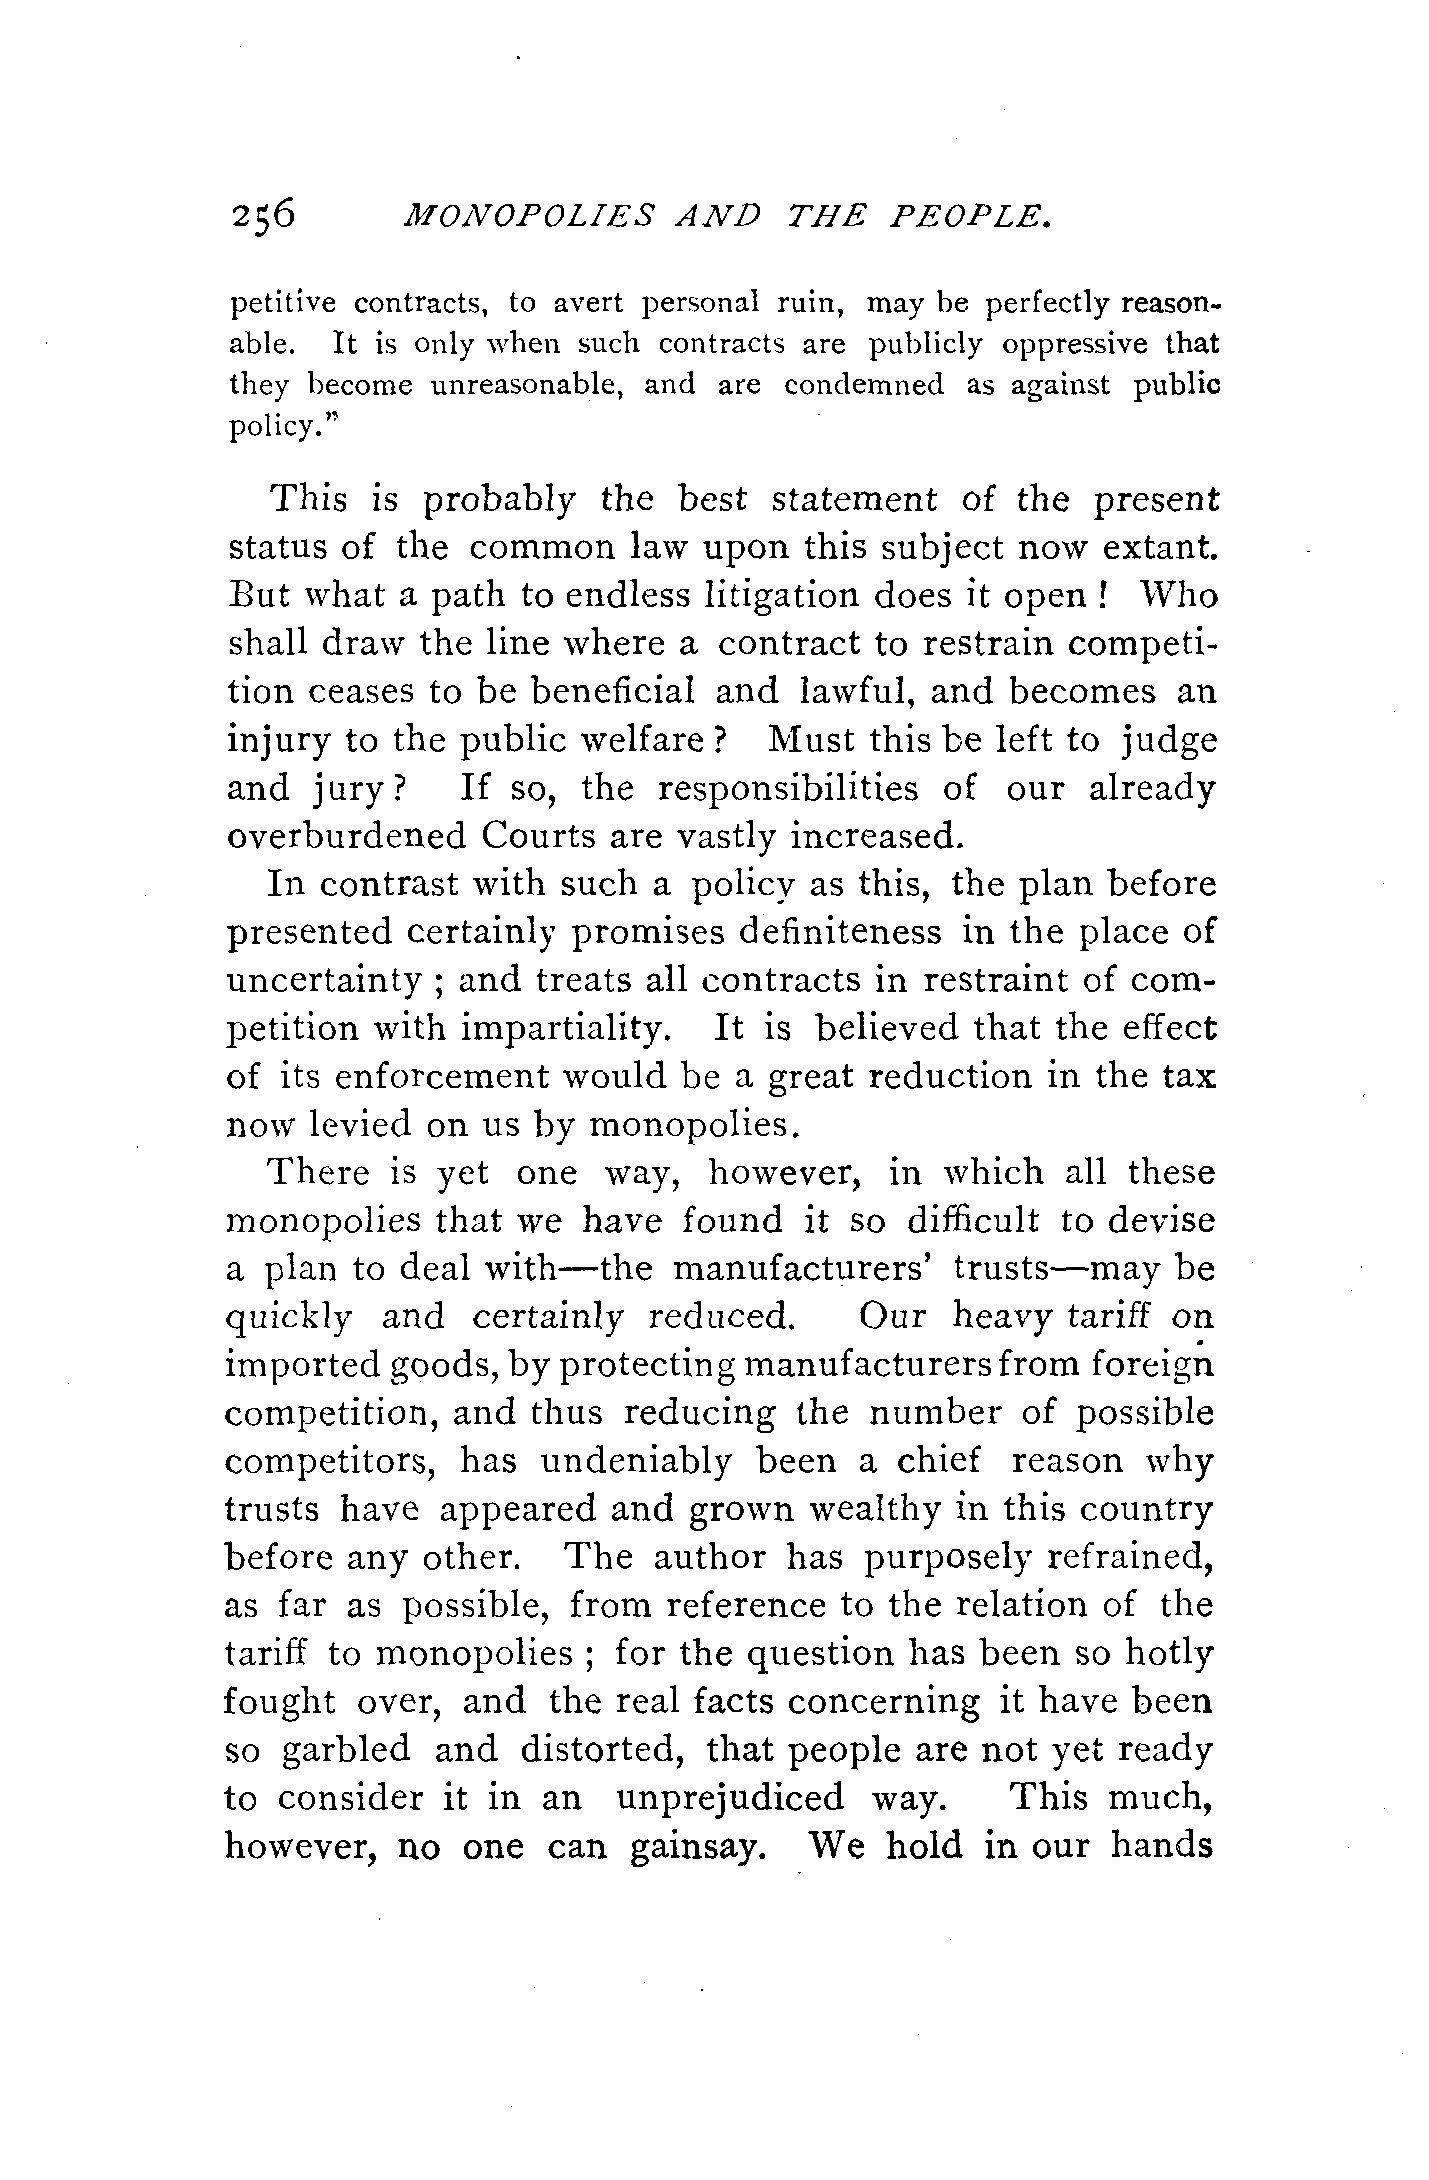 256 MONOPOLIES AND THE PEOPLE.
petitive contracts, to avert personal ruin, may be perfectly reason-
able. It is only when such contracts are publicly oppressive that
they become unreasonable, and are condemned as against public
policy.”
This is probably the best statement of the present
status of the common law upon this subject now extant.
But what a path to endless litigation does it open ! Who
shall draw the line where a contract to restrain competi-
tion ceases to be beneficial and lawful, and becomes an
injury to the public welfare ? Must this be left to judge
and jury ? If so, the responsibilities of our already
overburdened Courts are vastly increased.
In contrast with such a policy as this, the plan before
presented certainly promises definiteness in the place of
uncertainty ; and treats all contracts in restraint of com-
petition with impartiality. It is believed that the effect
of its enforcement would be a great reduction in the tax
now levied on us by monopolies.
There is yet one way, however, in which all these
monopolies that we have found it so difficult to devise
a plan to deal with—the manufacturers’ trusts—may be
quickly and certainly reduced. Our heavy tariff on
imported goods, by protecting manufacturers from foreign
competition, and thus reducing the number of possible
competitors, has undeniably been a chief reason why
trusts have appeared and grown wealthy in this country
before any other. The author has purposely refrained,
as far as possible, from reference to the relation of the
tariff to monopolies ; for the question has been so hotly
fought over, and the real facts concerning it have been
so garbled and distorted, that people are not yet ready
to consider it in an unprejudiced way. This much,
however, no one can gainsay. We hold in our hands